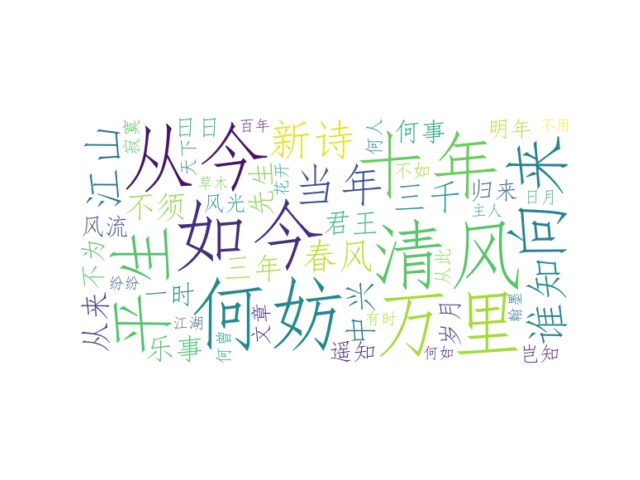 从今
十年
如今
清风
何妨
万里
平生
向来
谁知
江山
新诗
当年
春风
三年
三千
君王
中兴
先生
不须
风光
风流
不为
从来
一时
乐事
文章
遥知
岁月
归来
何事
明年
何人
不用
百年
日日
天下
寂寞
草木
花开
不如
主人
日月
从此
纷纷
江湖
何曾
有时
何如
翰墨
岂知